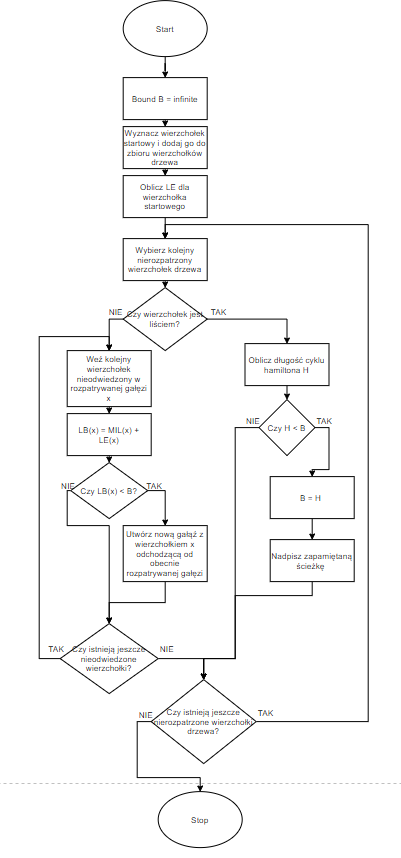 Start
Bound B = infinite
Wyznacz wierzchołek
startowy i dodaj go do
zbioru wierzchołków
drzewa
Oblicz LE dla
wierzchołka
startowego
Wybierz kolejny
nierozpatrzony
wierzchołek drzewa
NIE
Czy wierzchołek jest
liściem?
TAK
Weź kolejny
wierzchołek
nieodwiedzony w
rozpatrywanej gałęzi
x
Oblicz długość cyklu
hamiltona H
LB(x) = MIL(x) +
LE(x)
NIE
Czy H < B
TAK
NIE
Czy LB(x) < B?
TAK
B = H
Utwórz nową gałąź z
wierzchołkiem x
odchodzącą od
obecnie
rozpatrywanej gałęzi
Nadpisz zapamiętaną
ścieżkę
TAK
Czy istnieją jeszcze
nieodwiedzone
wierzchołki?
NIE
NIE
Czy istnieją jeszcze
nierozpatrzone wierzchołki
drzewa?
TAK
Stop